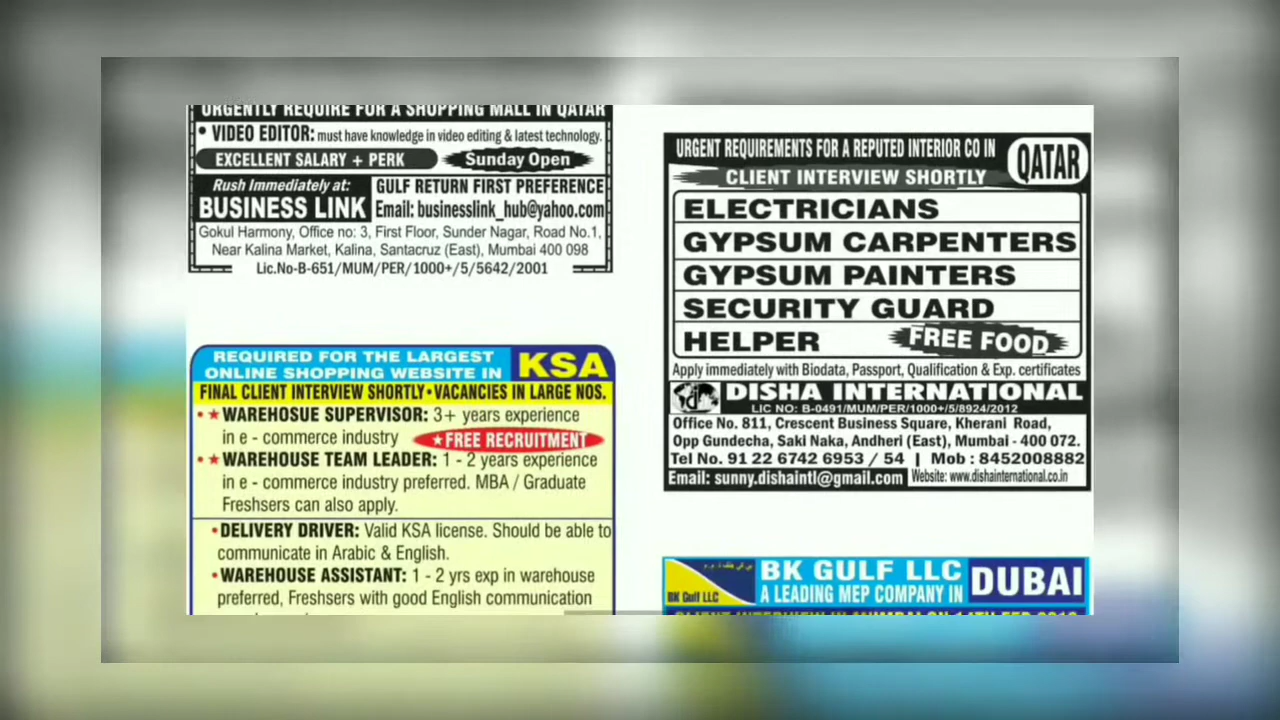 URGENTLY REQUIRE FOR A SHOPPING MALL IN QATAR
• VIDEO EDITOR: must have knowledge in video editing & latest technology.
EXCELLENT SALARY + PERK Sunday Open
Rush Immediately at:
BUSINESS LINK
GULF RETURN FIRST PREFERENCE
Email: businesslink_hub@yahoo.com
Gokul Harmony, Office no: 3, First Floor, Sunder Nagar, Road No.1,
Near Kalina Market, Kalina, Santacruz (East), Mumbai 400 098
Lic.No-B-651/MUM/PER/1000+/5/5642/2001
REQUIRED FOR THE LARGEST
ONLINE SHOPPING WEBSITE IN
KSA
FINAL CLIENT INTERVIEW SHORTLY • VACANCIES IN LARGE NOS.
• ★ WAREHOSUE SUPERVISOR: 3+ years experience
in e - commerce industry ★FREE RECRUITMENT
• ★ WAREHOUSE TEAM LEADER: 1 - 2 years experience
in e - commerce industry preferred. MBA / Graduate
Freshsers can also apply.
• DELIVERY DRIVER: Valid KSA license. Should be able to
communicate in Arabic & English.
• WAREHOUSE ASSISTANT: 1 - 2 yrs exp in warehouse
preferred, Freshsers with good English communication
URGENT REQUIREMENTS FOR A REPUTED INTERIOR CO IN
QATAR
CLIENT INTERVIEW SHORTLY
ELECTRICIANS
GYPSUM CARPENTERS
GYPSUM PAINTERS
SECURITY GUARD
HELPER FREE FOOD
Apply immediately with Biodata, Passport, Qualification & Exp. certificates
di DISHA INTERNATIONAL
LIC NO: B-0491/MUM/PER/1000+/5/8924/2012
Office No. 811, Crescent Business Square, Kherani Road,
Opp Gundecha, Saki Naka, Andheri (East), Mumbai - 400 072.
Tel No. 91 22 6742 6953 / 54 | Mob : 8452008882
Email: sunny.dishaintl@gmail.com Website: www.dishainternational.co.in
BK Gulf LLC
BK GULF LLC
A LEADING MEP COMPANY IN
DUBAI
CLIENT INTERVIEW IN MUMBAI ON 14TH FEB